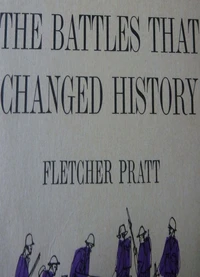 THE BATTLES THAT
CHANGED HISTORY
FLETCHER PRATT